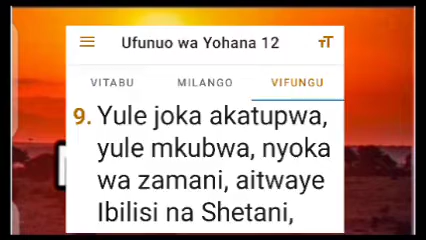 Ufunuo wa Yohana 12
TT
VITABU MILANGO VIFUNGU
9. Yule joka akatupwa,
yule mkubwa, nyoka
wa zamani, aitwaye
Ibilisi na Shetani,